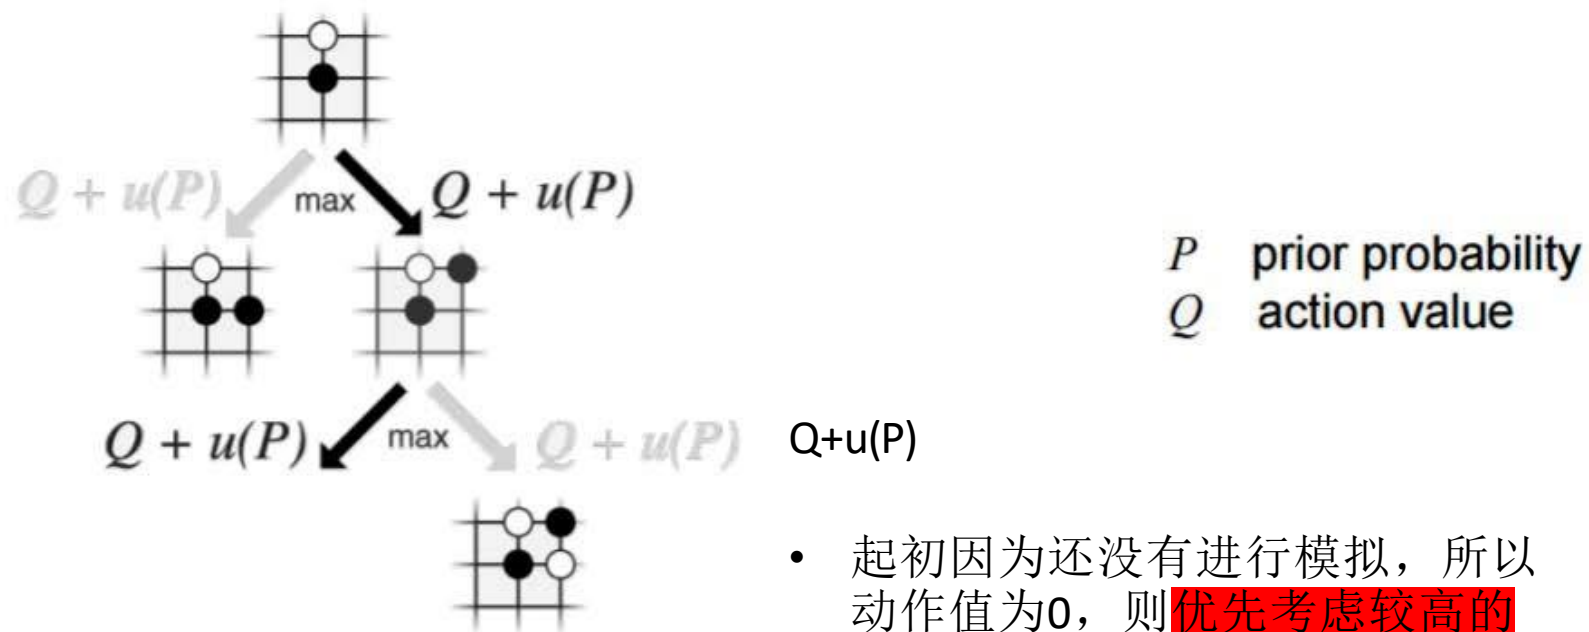 Q + u(P)
max
Q + u(P)
P prior probability
Q action value
Q + u(P)
max
Q + u(P)
Q+u(P)
• 起初因为还没有进行模拟，所以
动作值为0，则优先考虑较高的